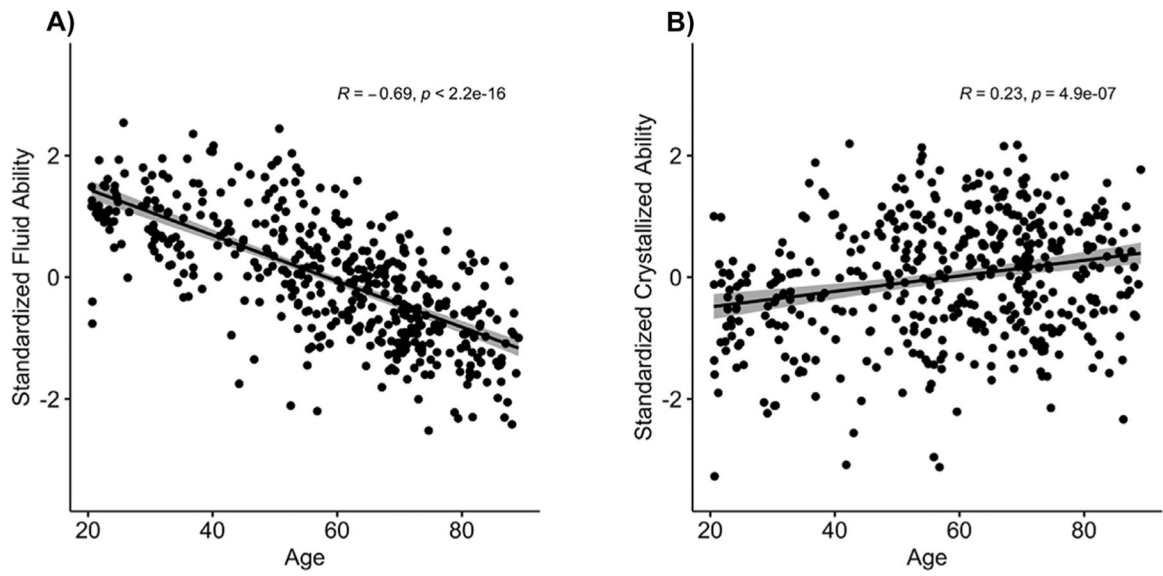 A)
R = −0.69, p < 2.2e-16
Standardized Fluid Ability
2
0
-2
20 40 60 80
Age
B)
R = 0.23, p = 4.9e-07
Standardized Crystallized Ability
2
0
-2
20 40 60 80
Age